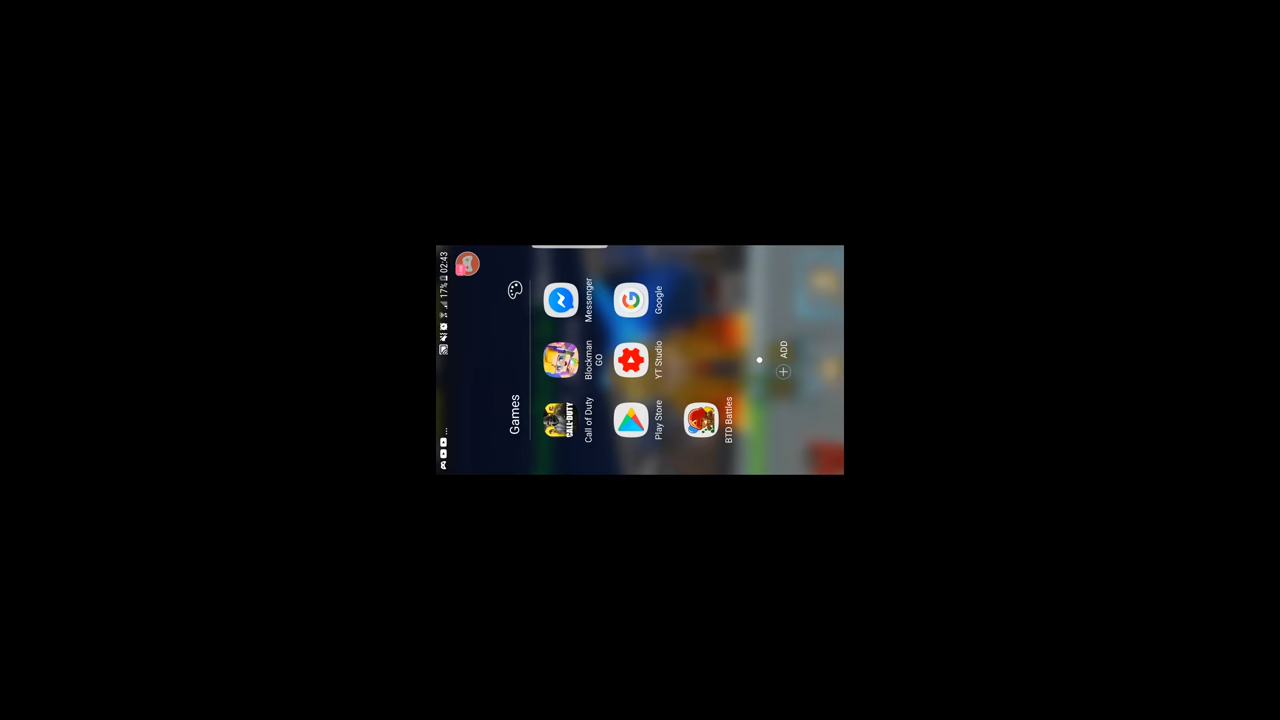 17% 02:43
Games
Call of Duty
Blockman
GO
Messenger
Play Store
YT Studio
Google
BTD Battles
ADD